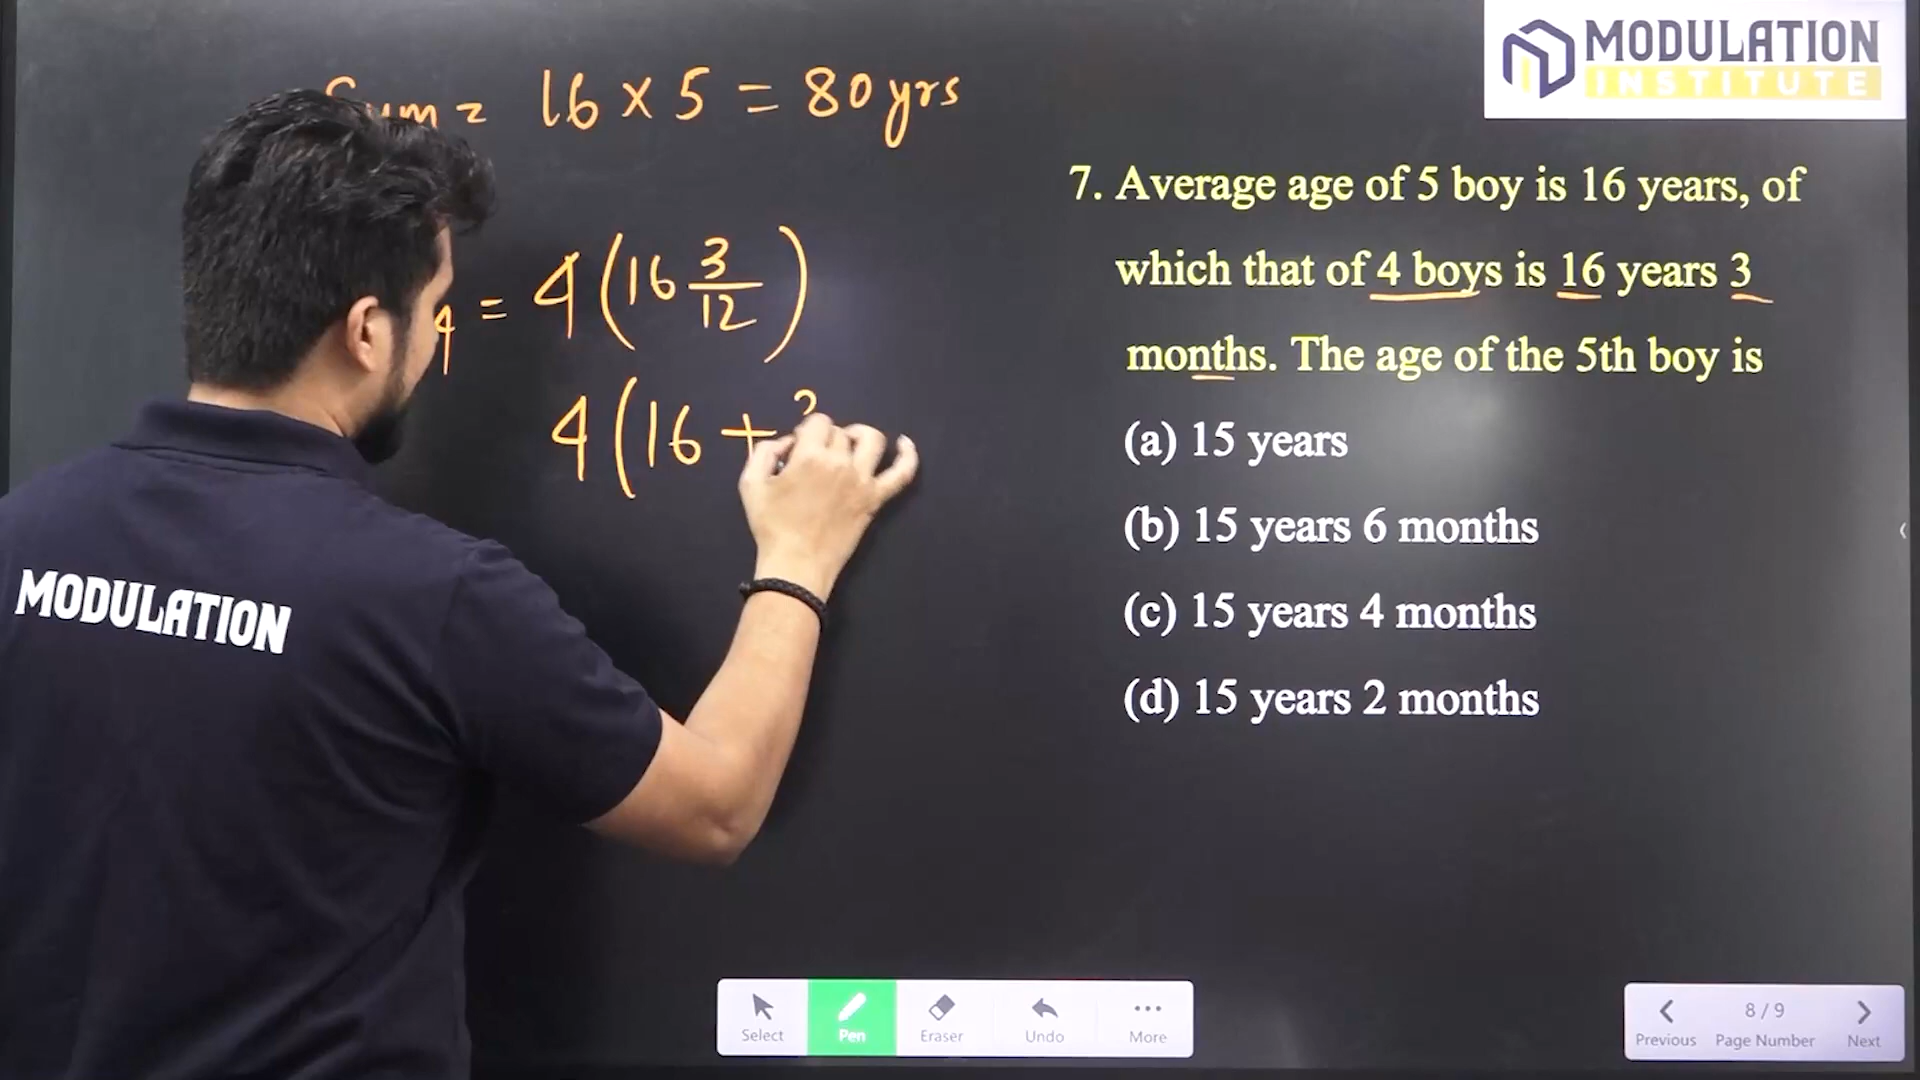 MODULATION
INSTITUTE
Sum = 16 × 5 = 80 yrs
7. Average age of 5 boy is 16 years, of
which that of 4 boys is 16 years 3
months. The age of the 5th boy is
(a) 15 years
(b) 15 years 6 months
(c) 15 years 4 months
(d) 15 years 2 months
4 = 4 (16 3/12)
4 (16 +
MODULATION
Select
Pen
Eraser
Undo
More
8 / 9
Previous
Page Number
Next